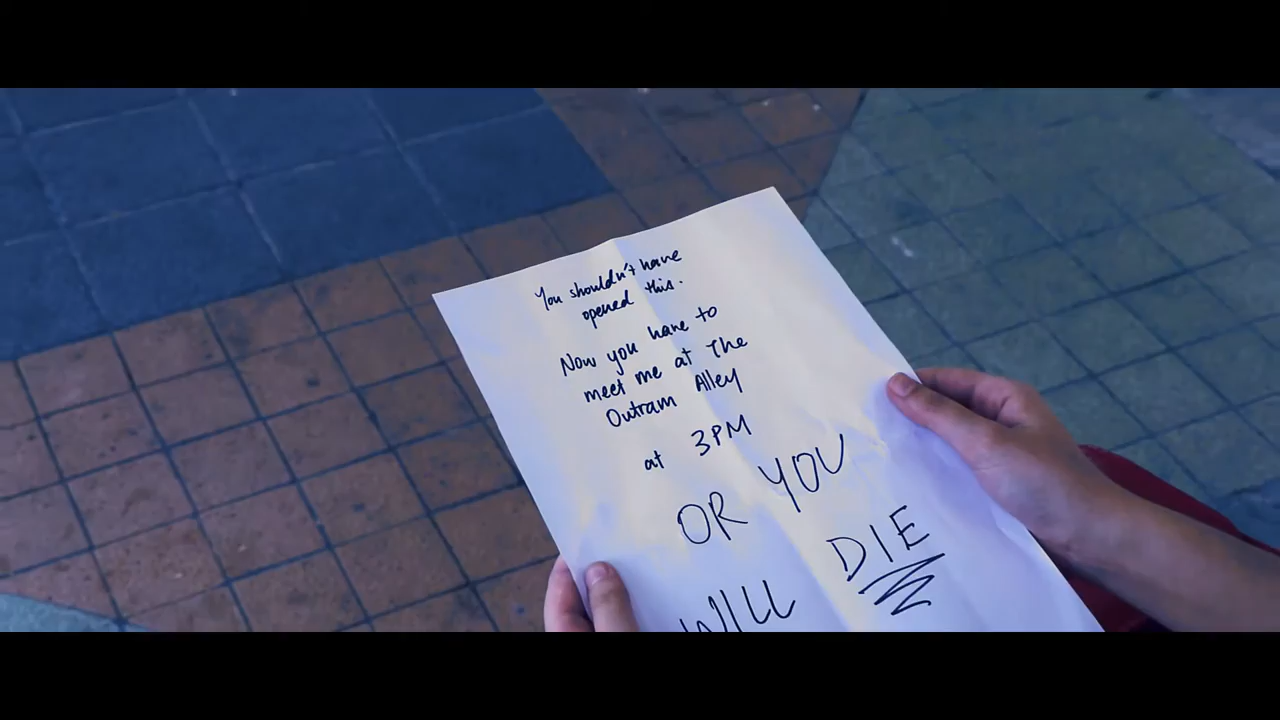 You shouldn't have
opened this.
Now you have to
meet me at The
Outram Alley
at 3PM
OR YOU
WILL DIE